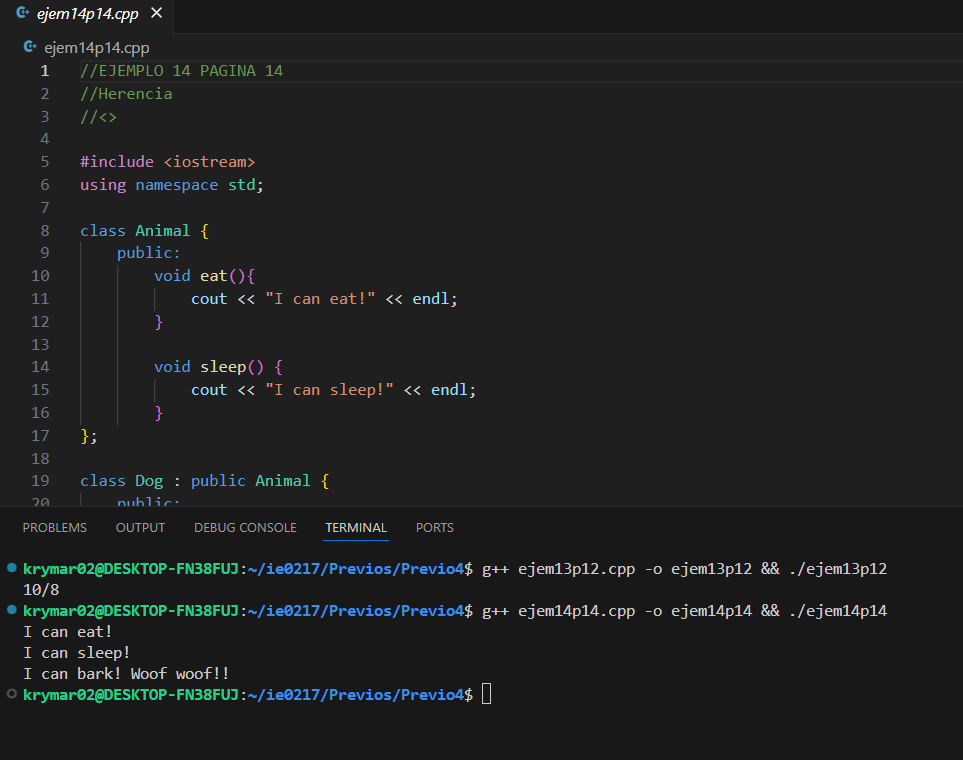 ejem14p14.cpp
ejem14p14.cpp
1 //EJEMPLO 14 PAGINA 14
2 //Herencia
3 //<>
4
5 #include <iostream>
6 using namespace std;
7
8 class Animal {
9     public:
10         void eat(){
11             cout << "I can eat!" << endl;
12         }
13
14         void sleep() {
15             cout << "I can sleep!" << endl;
16         }
17 };
18
19 class Dog : public Animal {
20     public:
PROBLEMS OUTPUT DEBUG CONSOLE TERMINAL PORTS
krymar02@DESKTOP-FN38FUJ:~/ie0217/Previos/Previo4$ g++ ejem13p12.cpp -o ejem13p12 && ./ejem13p12
10/8
krymar02@DESKTOP-FN38FUJ:~/ie0217/Previos/Previo4$ g++ ejem14p14.cpp -o ejem14p14 && ./ejem14p14
I can eat!
I can sleep!
I can bark! Woof woof!!
krymar02@DESKTOP-FN38FUJ:~/ie0217/Previos/Previo4$